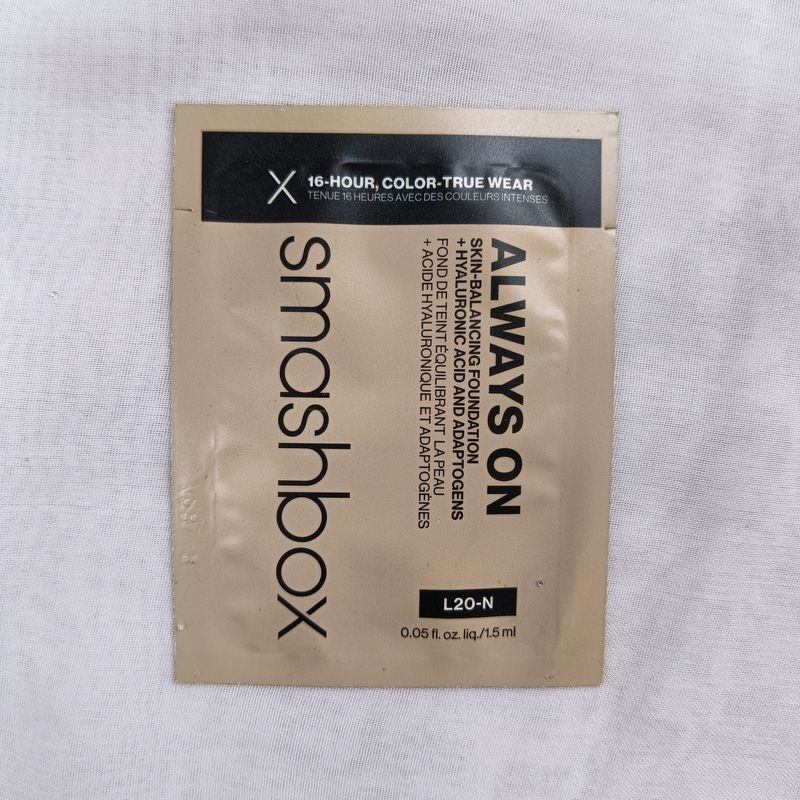 16-HOUR, COLOR-TRUE WEAR
TENUE 16 HEURES AVEC DES COULEURS INTENSES
ALWAYS ON
SKIN-BALANCING FOUNDATION
+ HYALURONIC ACID AND ADAPTOGENS
FOND DE TEINT ÉQUILIBRANT LA PEAU
+ ACIDE HYALURONIQUE ET ADAPTOGÈNES
smashbox
L20-N
0.05 fl. oz. liq./1.5 ml